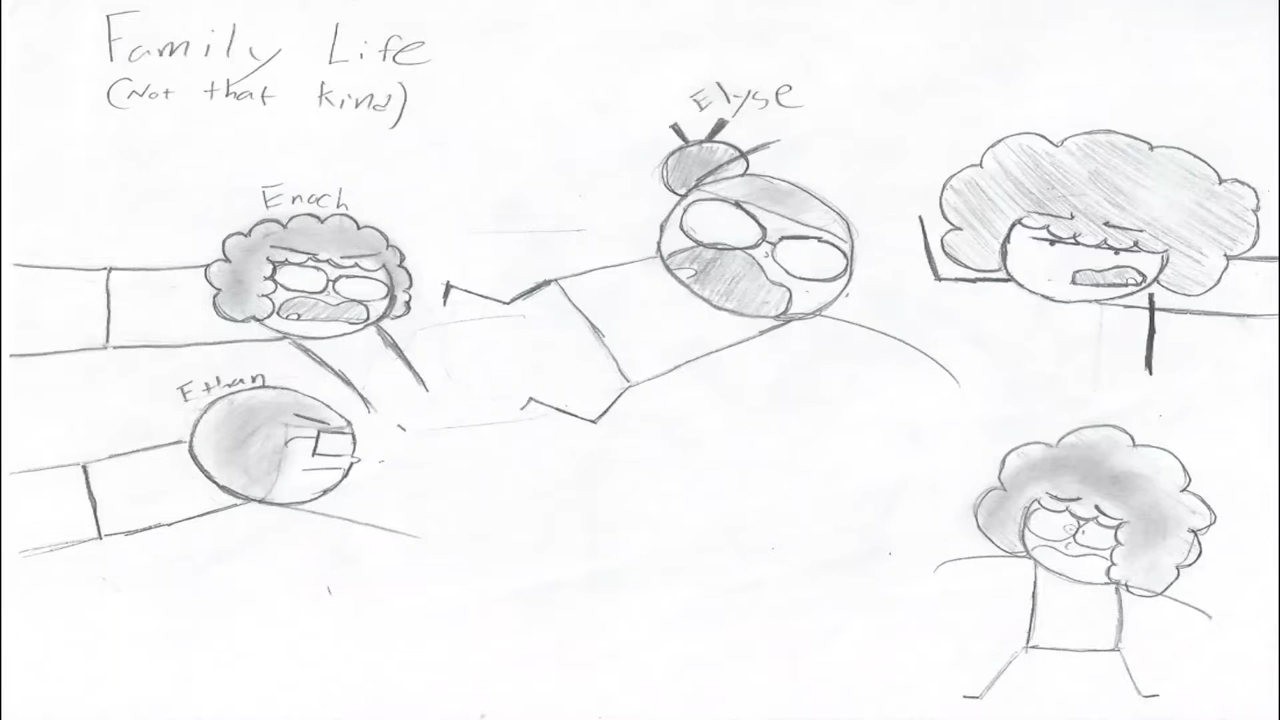 Family Life
(Not that kind)
Elyse
Enoch
Ethan